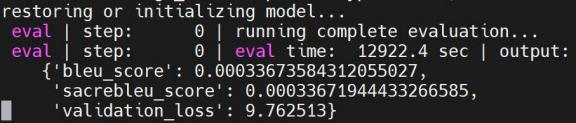 restoring or initializing model...
eval | step:       0 | running complete evaluation...
eval | step:       0 | eval time:  12922.4 sec | output:
{'bleu_score': 0.00033673584312055027,
'sacrebleu_score': 0.00033671944433266585,
'validation_loss': 9.762513}